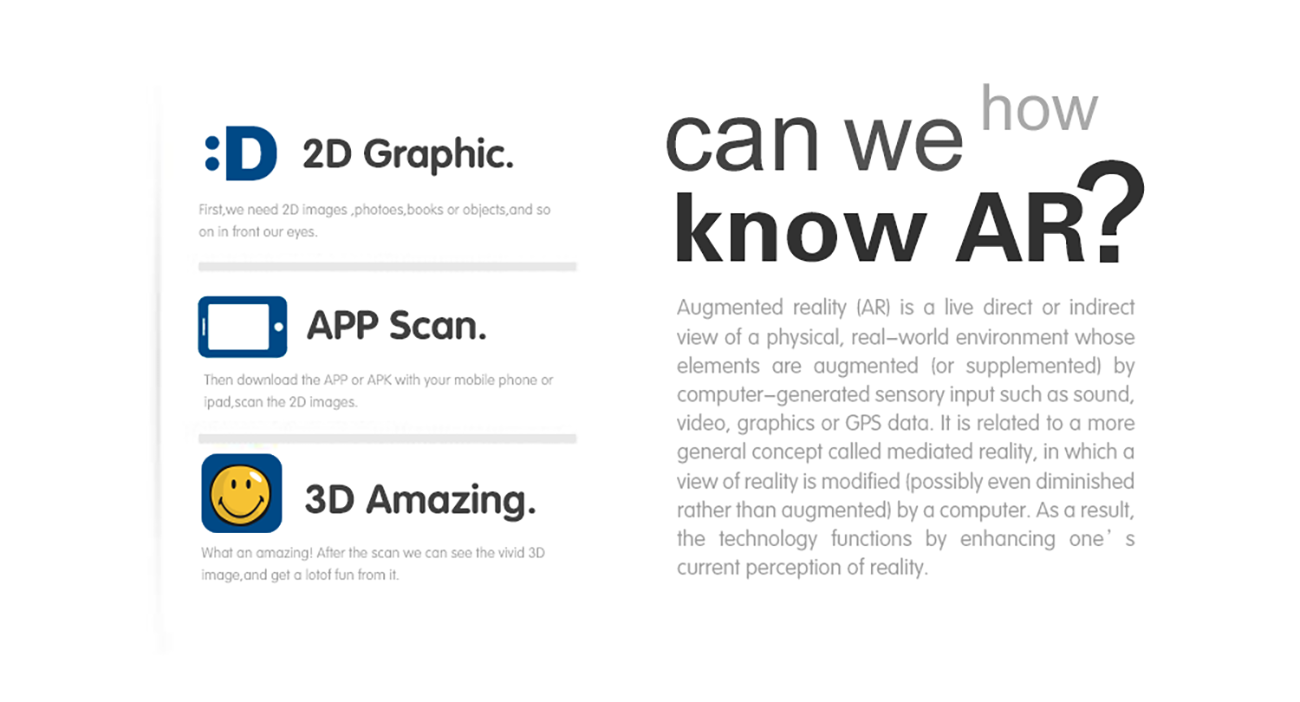 :D 2D Graphic.
First,we need 2D images ,photoes,books or objects,and so
on in front our eyes.
APP Scan.
Then download the APP or APK with your mobile phone or
ipad,scan the 2D images.
3D Amazing.
What an amazing! After the scan we can see the vivid 3D
image,and get a lotof fun from it.
how
can we
know AR?
Augmented reality (AR) is a live direct or indirect
view of a physical, real–world environment whose
elements are augmented (or supplemented) by
computer–generated sensory input such as sound,
video, graphics or GPS data. It is related to a more
general concept called mediated reality, in which a
view of reality is modified (possibly even diminished
rather than augmented) by a computer. As a result,
the technology functions by enhancing one’ s
current perception of reality.